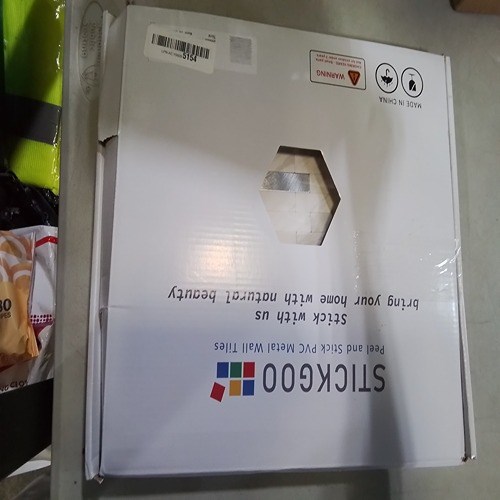 STICKGOO
Peel and Stick PVC Metal Wall Tiles
Stick with us
bring your home with natural beauty
MADE IN CHINA
WARNING
5154